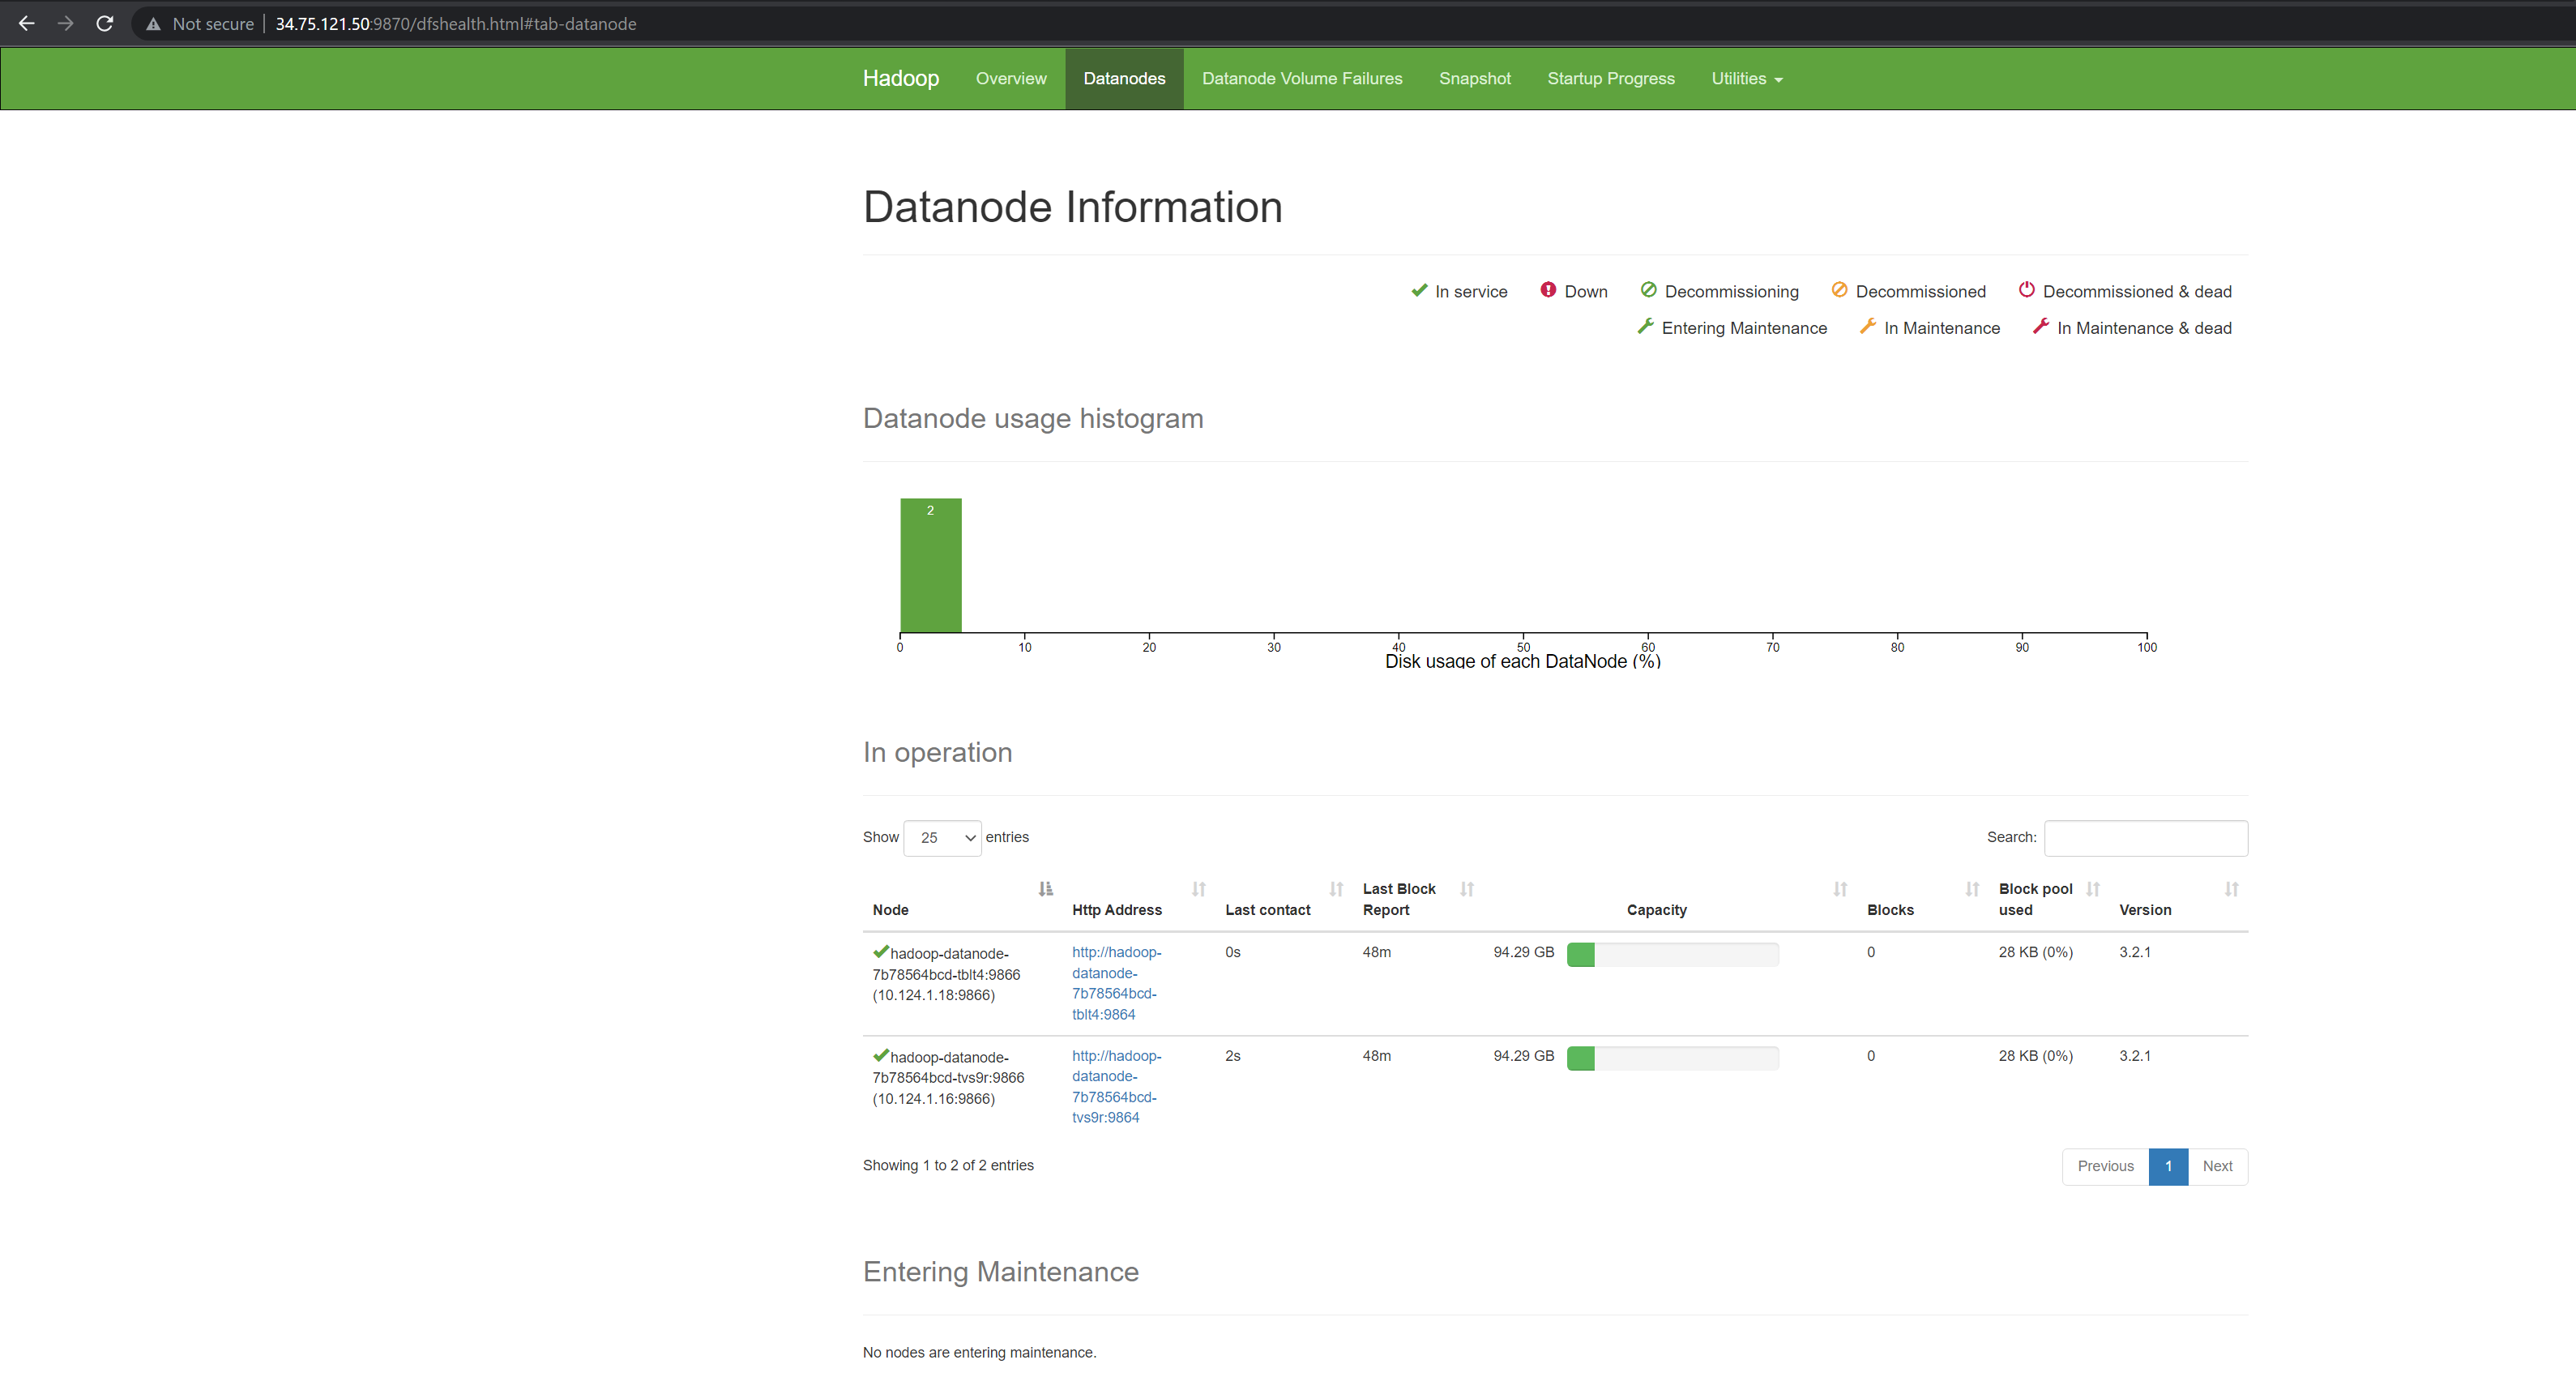 Not secure | 34.75.121.50:9870/dfshealth.html#tab-datanode
Hadoop Overview Datanodes Datanode Volume Failures Snapshot Startup Progress Utilities
Datanode Information
In service Down Decommissioning Decommissioned Decommissioned & dead
Entering Maintenance In Maintenance In Maintenance & dead
Datanode usage histogram
2
0 10 20 30 40 50 60 70 80 90 100
Disk usage of each DataNode (%)
In operation
Show 25 entries Search:
Node Http Address Last contact Last Block Report Capacity Blocks Block pool used Version
hadoop-datanode- http://hadoop- 0s 48m 94.29 GB 0 28 KB (0%) 3.2.1
7b78564bcd-tblt4:9866 datanode-
(10.124.1.18:9866) 7b78564bcd-
tblt4:9864
hadoop-datanode- http://hadoop- 2s 48m 94.29 GB 0 28 KB (0%) 3.2.1
7b78564bcd-tvs9r:9866 datanode-
(10.124.1.16:9866) 7b78564bcd-
tvs9r:9864
Showing 1 to 2 of 2 entries Previous 1 Next
Entering Maintenance
No nodes are entering maintenance.